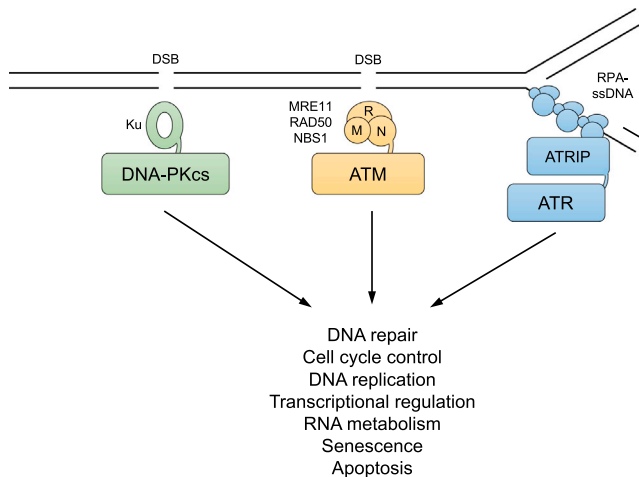 DSB
DSB
RPA-
ssDNA
Ku
MRE11
RAD50
NBS1
R
M
N
DNA-PKcs
ATM
ATRIP
ATR
DNA repair
Cell cycle control
DNA replication
Transcriptional regulation
RNA metabolism
Senescence
Apoptosis